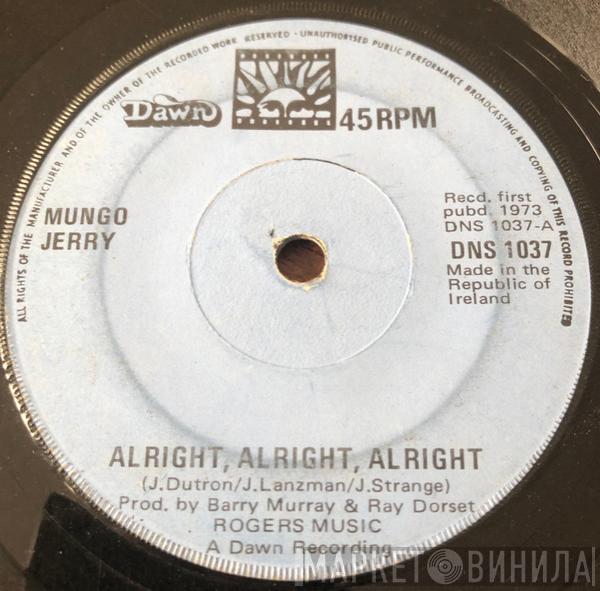 ALL RIGHTS OF THE MANUFACTURER AND OF THE OWNER OF THE RECORDED WORK RESERVED · UNAUTHORISED PUBLIC PERFORMANCE BROADCASTING AND COPYING OF THIS RECORD PROHIBITED
Dawn
45RPM
MUNGO
JERRY
Recd. first
pubd. 1973
DNS 1037-A
DNS 1037
Made in the
Republic of
Ireland
ALRIGHT, ALRIGHT, ALRIGHT
(J.Dutron/J.Lanzman/J.Strange)
Prod. by Barry Murray & Ray Dorset
ROGERS MUSIC
A Dawn Recording
МАРКЕТ ВИНИЛА